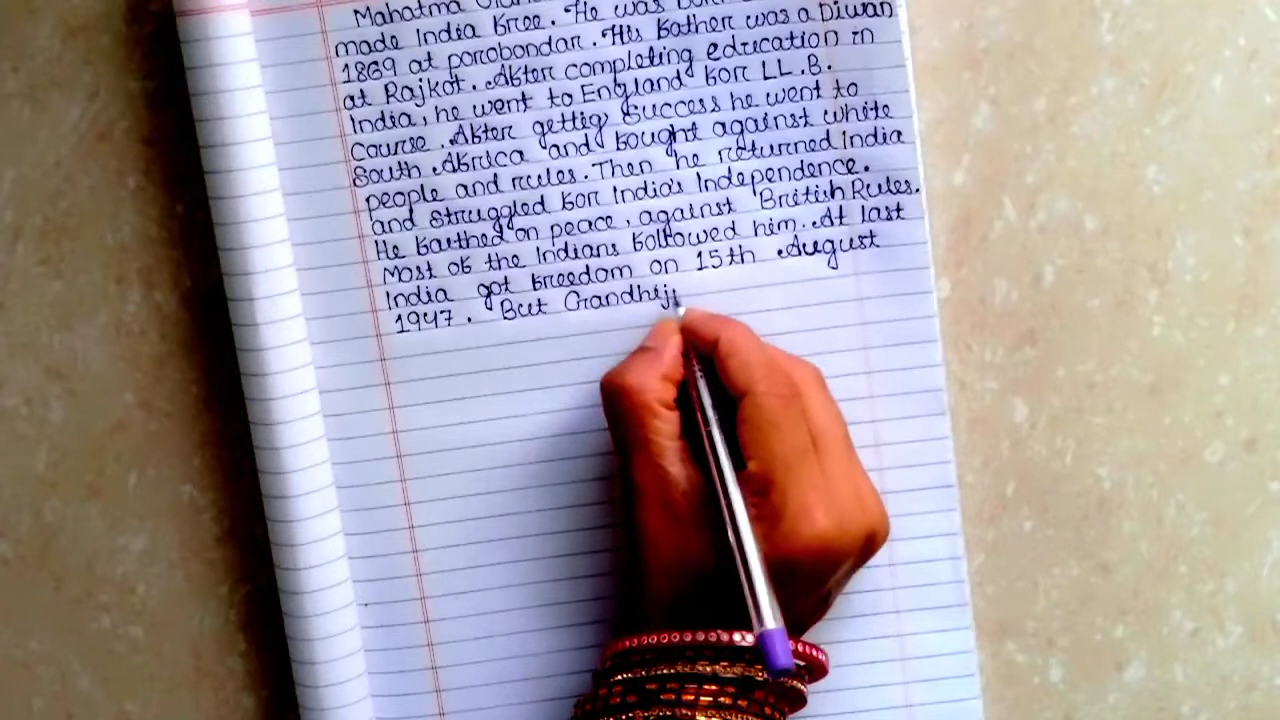 Mahatma
made India free. He was
1869 at porobondar. His father was a Diwan
at Rajkot. After completing education in
India, he went to England for LL.B.
course. After gettig success he went to
South Africa and fought against white
people and rules. Then he returned India
and struggled for India's Independence.
He faithed on peace, against British Rules.
Most of the Indians followed him. At last
India got freedom on 15th August
1947. But Gandhiji